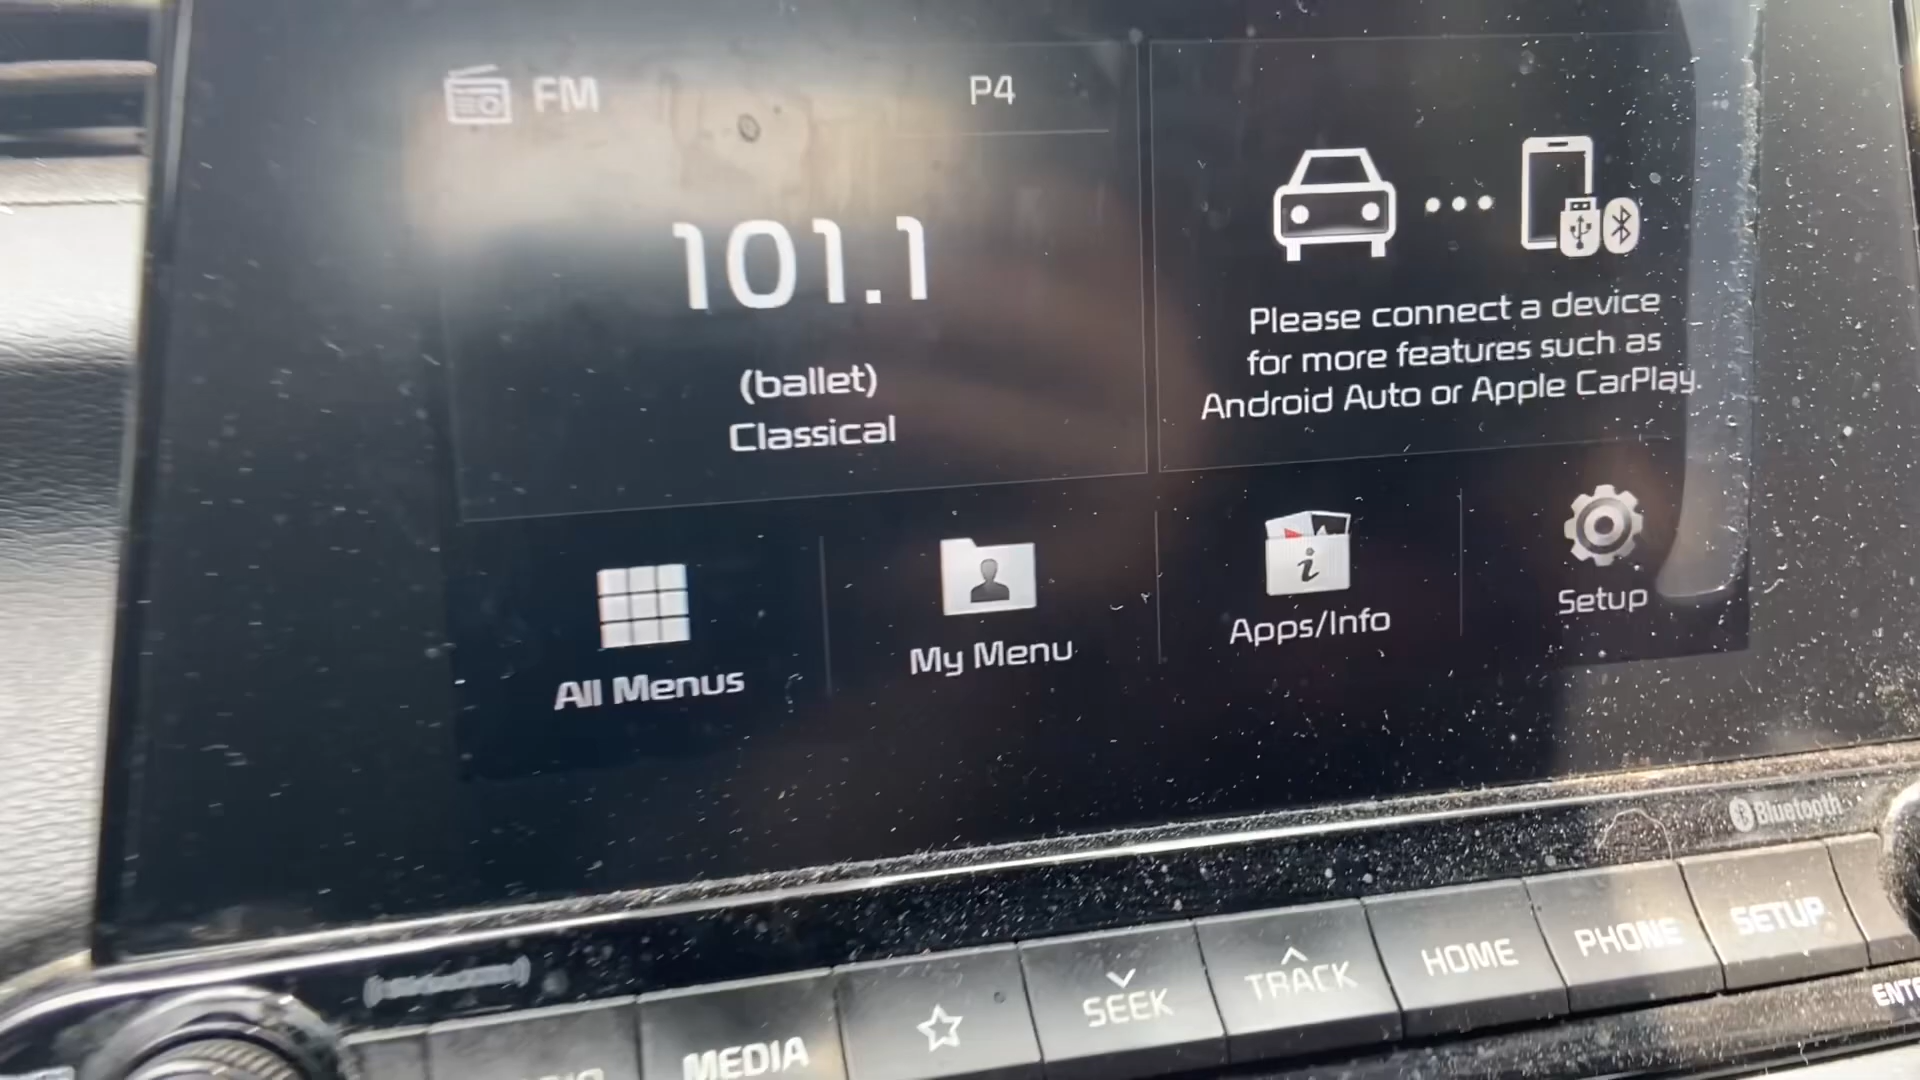 FM
P4
101.1
(ballet)
Classical
Please connect a device
for more features such as
Android Auto or Apple CarPlay.
All Menus
My Menu
Apps/Info
Setup
Bluetooth
MEDIA
SEEK
TRACK
HOME
PHONE
SETUP